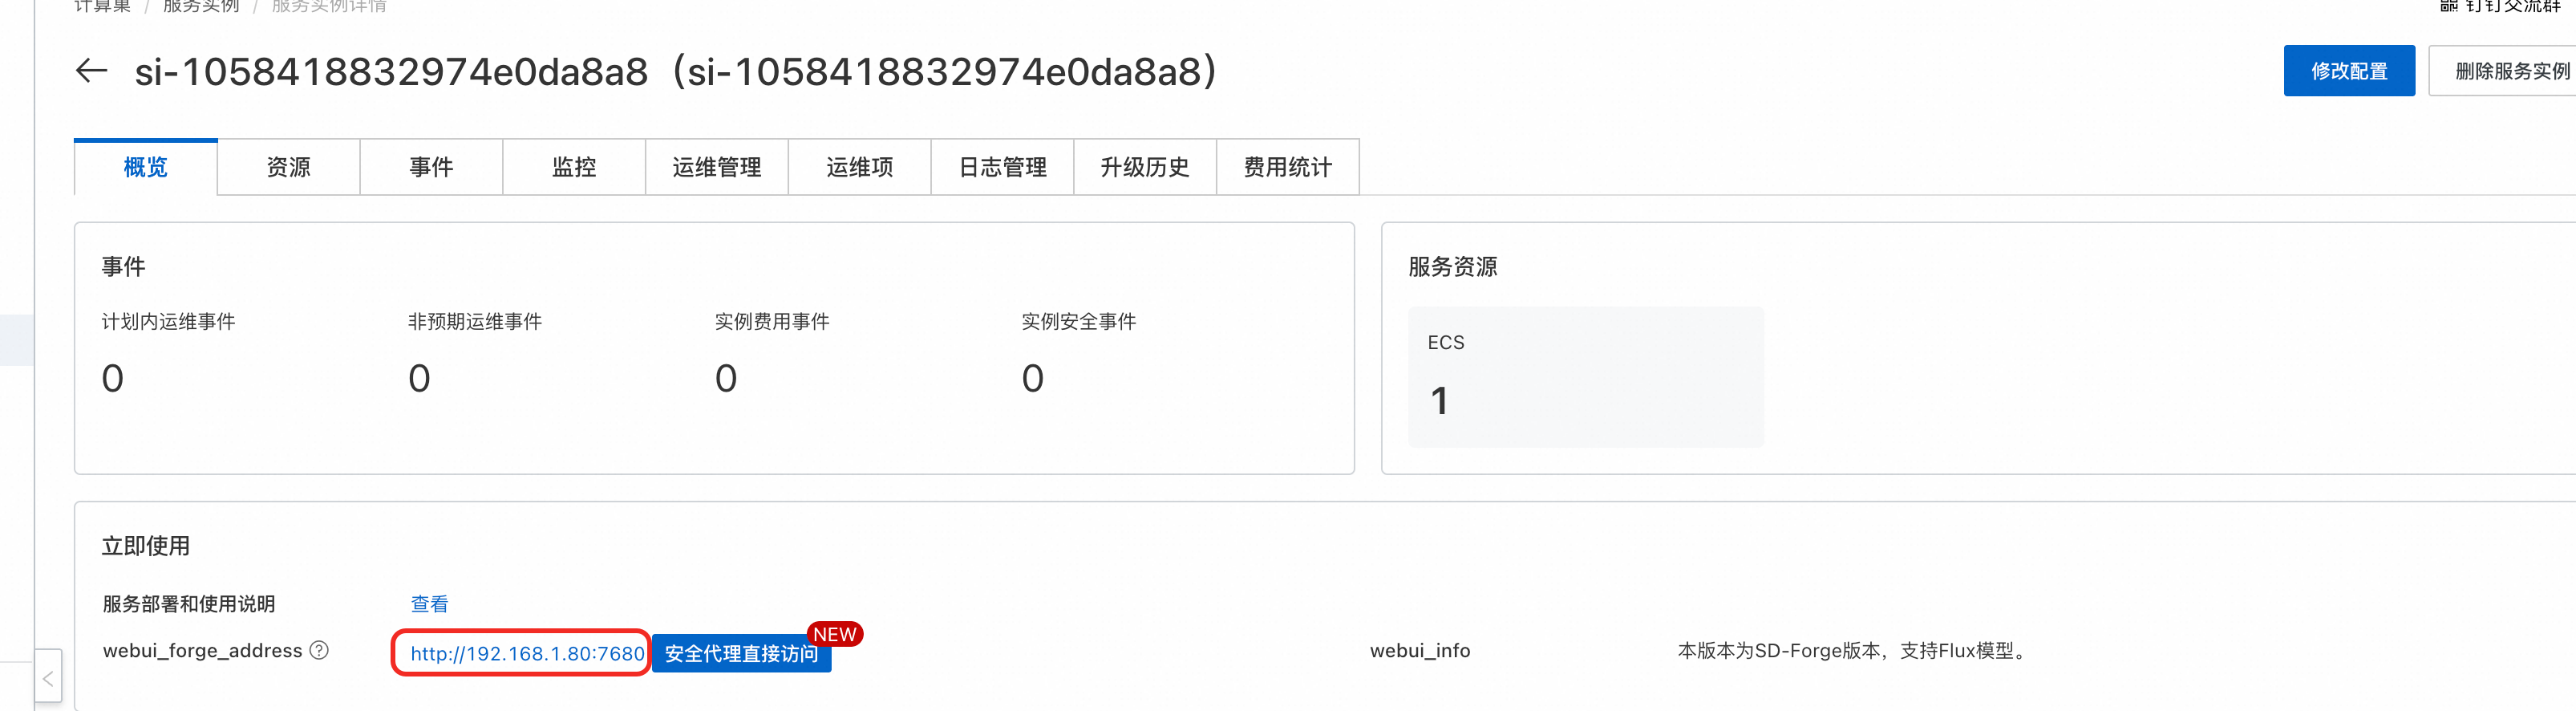 计算巢 / 服务实例 / 服务实例详情
钉钉交流群
si-1058418832974e0da8a8（si-1058418832974e0da8a8）
修改配置
删除服务实例
概览
资源
事件
监控
运维管理
运维项
日志管理
升级历史
费用统计
事件
计划内运维事件
非预期运维事件
实例费用事件
实例安全事件
0
0
0
0
服务资源
ECS
1
立即使用
服务部署和使用说明
查看
webui_forge_address ?
http://192.168.1.80:7680
安全代理直接访问
NEW
webui_info
本版本为SD-Forge版本，支持Flux模型。